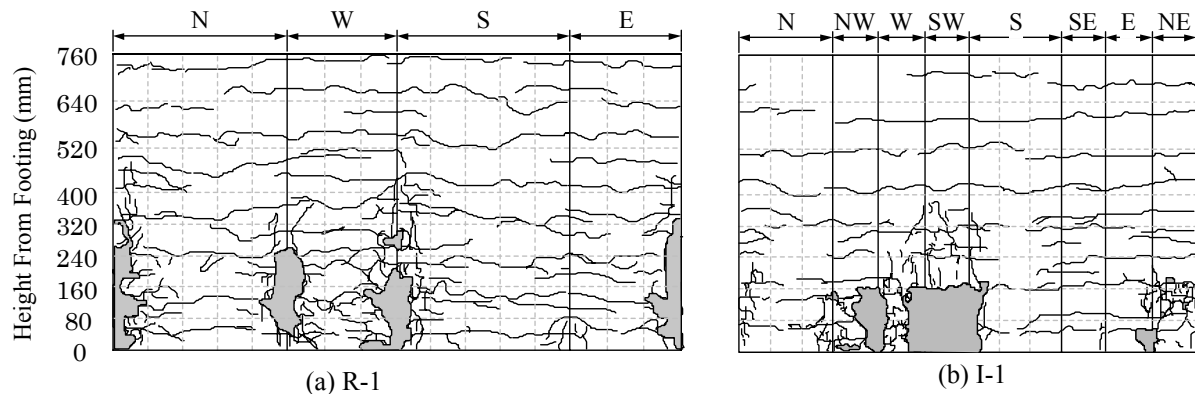 N W S E
N NW W SW S SE E NE
Height From Footing (mm)
760
640
520
400
320
240
160
80
0
(a) R-1
(b) I-1